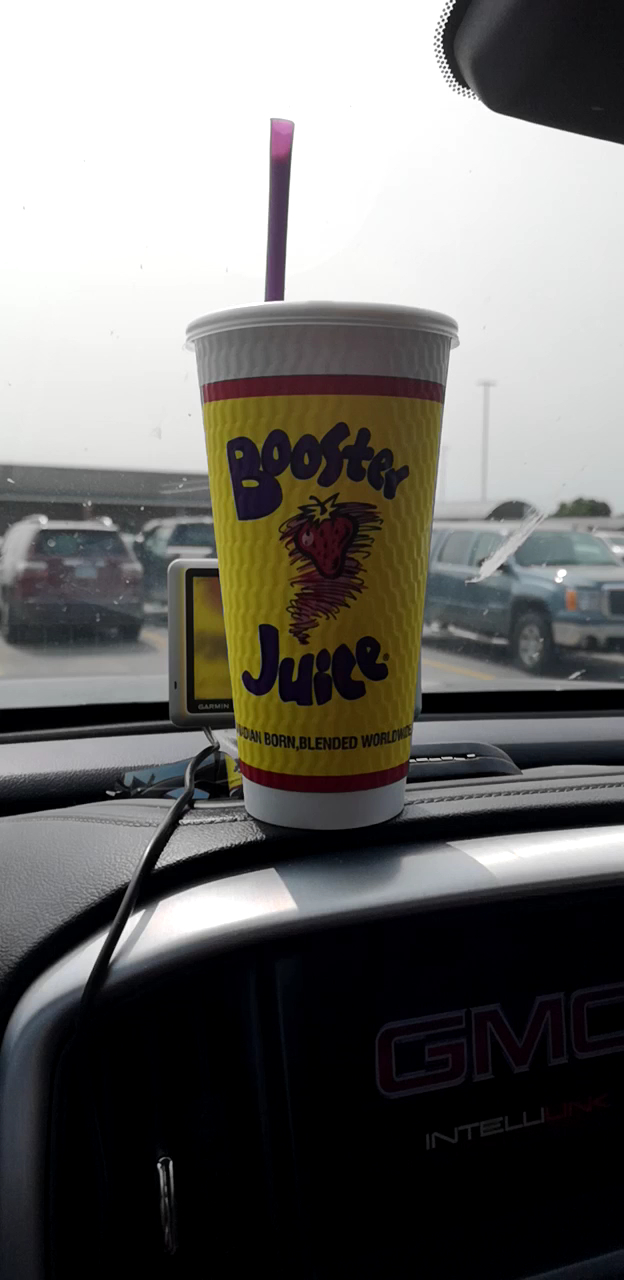 Booster
Juice®
GARMIN
BORN, BLENDED
GMC
INTELLILINK